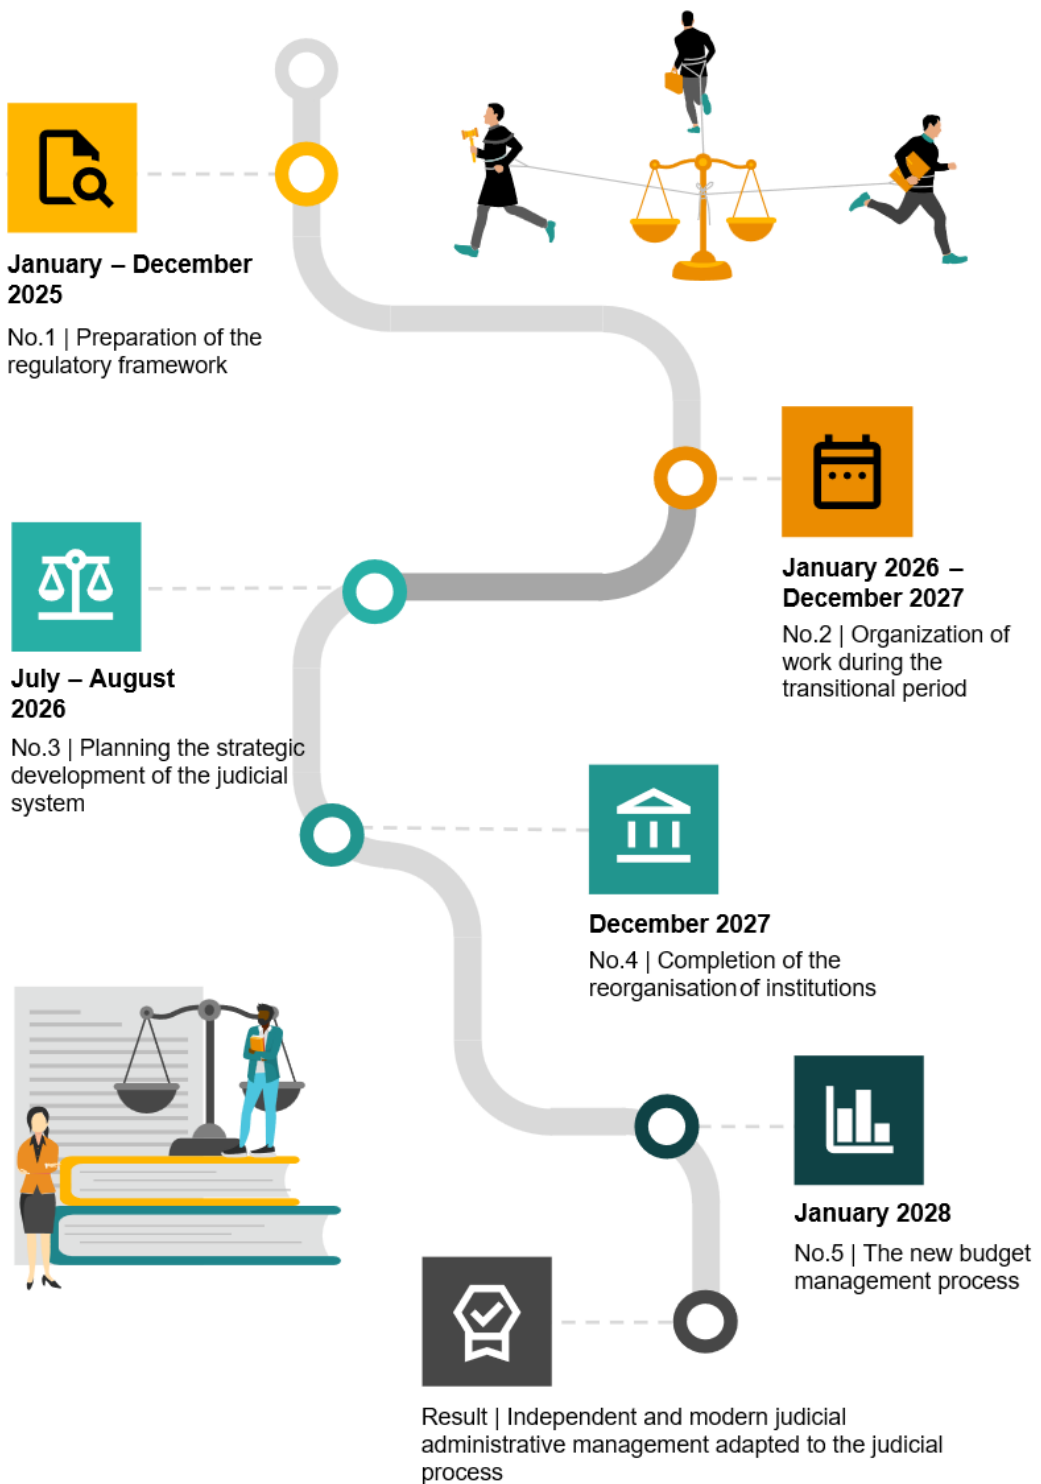 January – December
2025
No.1 | Preparation of the
regulatory framework
January 2026 –
December 2027
No.2 | Organization of
work during the
transitional period
July – August
2026
No.3 | Planning the strategic
development of the judicial
system
December 2027
No.4 | Completion of the
reorganisation of institutions
January 2028
No.5 | The new budget
management process
Result | Independent and modern judicial
administrative management adapted to the judicial
process